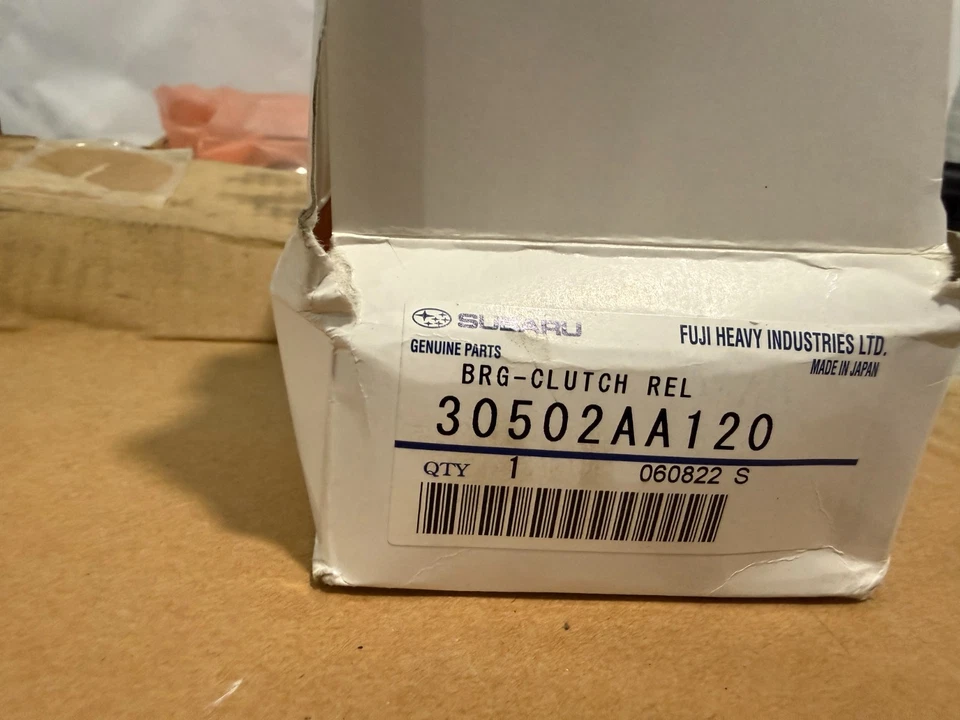 SUBARU
FUJI HEAVY INDUSTRIES LTD.
GENUINE PARTS
MADE IN JAPAN
BRG-CLUTCH REL
30502AA120
QTY 1 060822 S